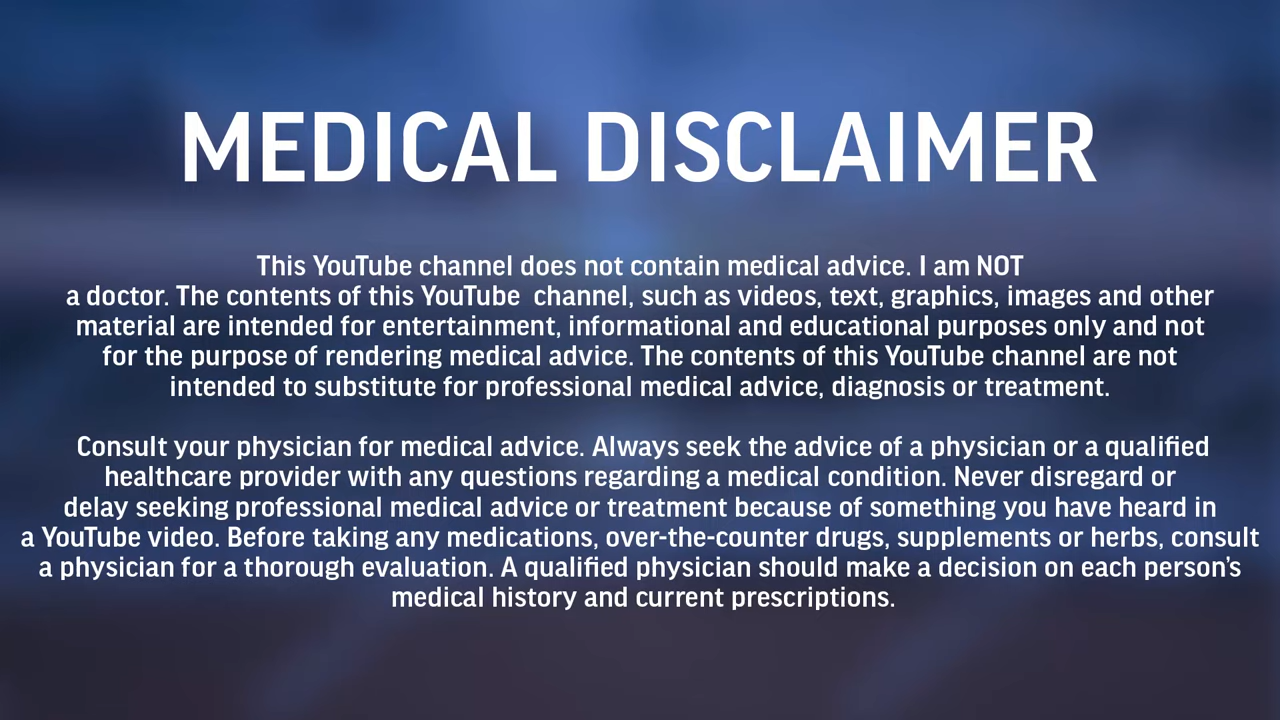 MEDICAL DISCLAIMER
This YouTube channel does not contain medical advice. I am NOT
a doctor. The contents of this YouTube  channel, such as videos, text, graphics, images and other
material are intended for entertainment, informational and educational purposes only and not
for the purpose of rendering medical advice. The contents of this YouTube channel are not
intended to substitute for professional medical advice, diagnosis or treatment.
Consult your physician for medical advice. Always seek the advice of a physician or a qualified
healthcare provider with any questions regarding a medical condition. Never disregard or
delay seeking professional medical advice or treatment because of something you have heard in
a YouTube video. Before taking any medications, over-the-counter drugs, supplements or herbs, consult
a physician for a thorough evaluation. A qualified physician should make a decision on each person’s
medical history and current prescriptions.